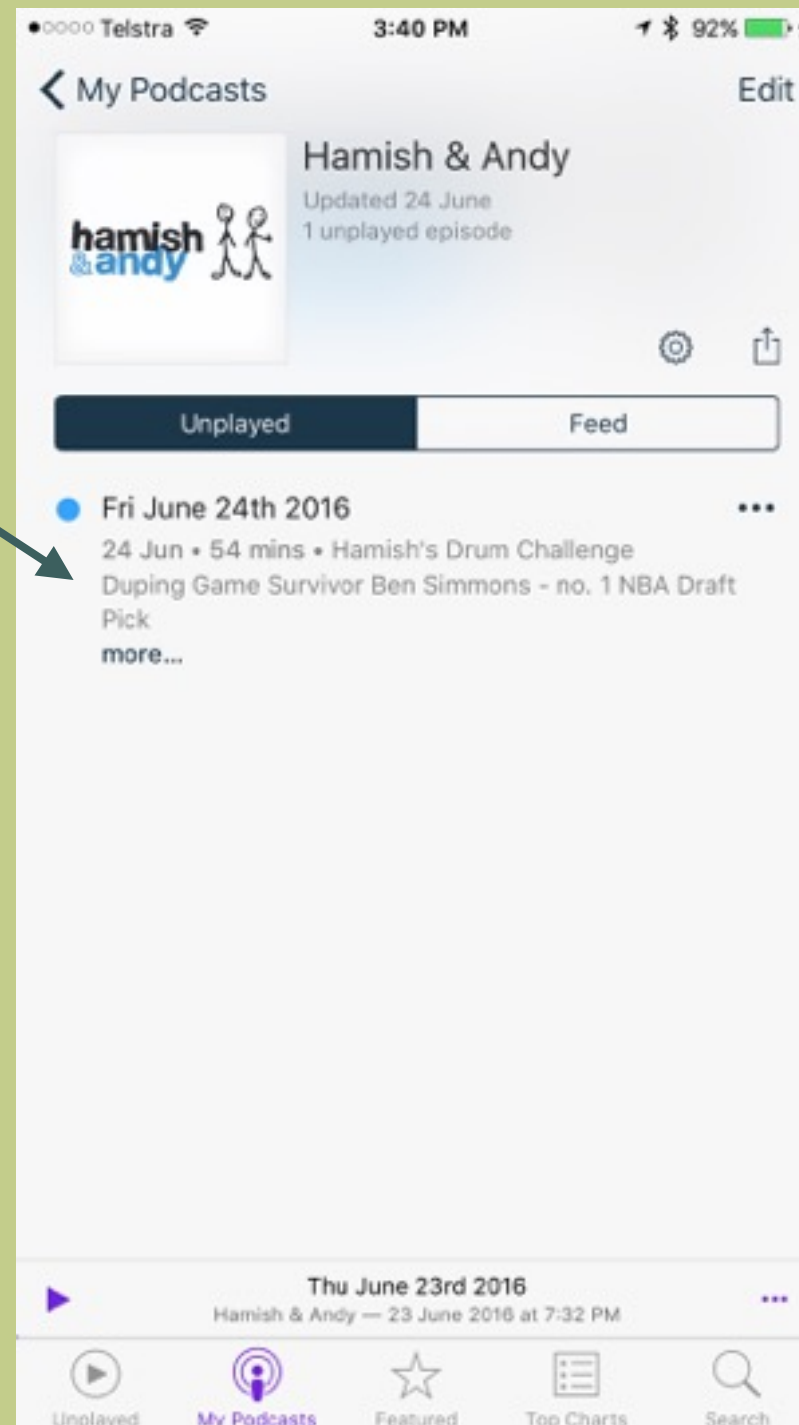 Telstra 3:40 PM 92%
My Podcasts Edit
hamish
&andy
Hamish & Andy
Updated 24 June
1 unplayed episode
Unplayed Feed
Fri June 24th 2016
24 Jun • 54 mins • Hamish's Drum Challenge
Duping Game Survivor Ben Simmons - no. 1 NBA Draft
Pick
more...
Thu June 23rd 2016
Hamish & Andy — 23 June 2016 at 7:32 PM
Unplayed My Podcasts Featured Top Charts Search